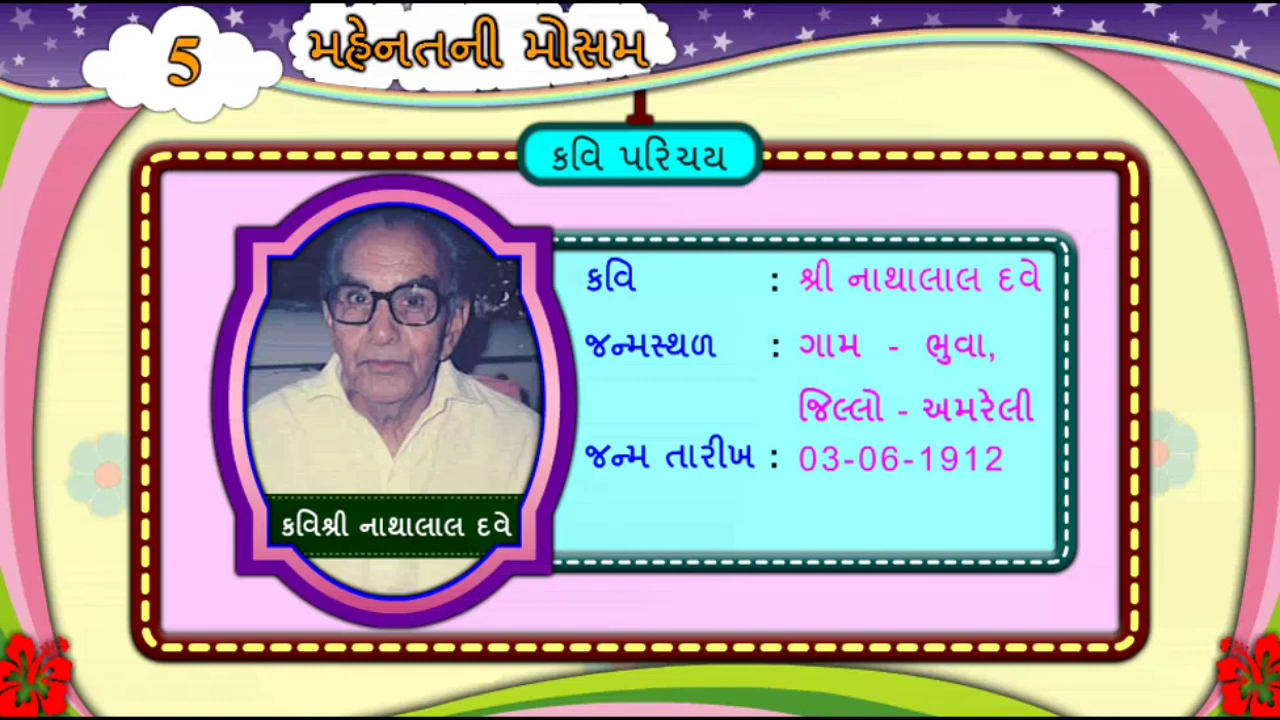 5
મહેનતની મોસમ
કવિ પરિચય
કવિ : શ્રી નાથાલાલ દવે
જન્મસ્થળ : ગામ - ભુવા,
જિલ્લો - અમરેલી
જન્મ તારીખ : 03-06-1912
કવિશ્રી નાથાલાલ દવે